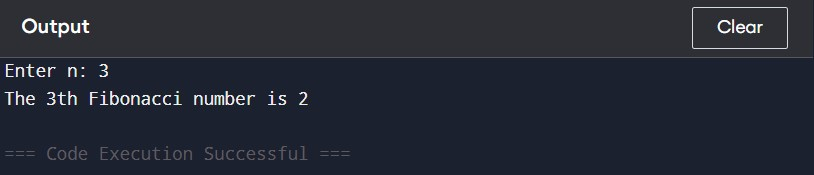 Output
Clear
Enter n: 3
The 3th Fibonacci number is 2
=== Code Execution Successful ===